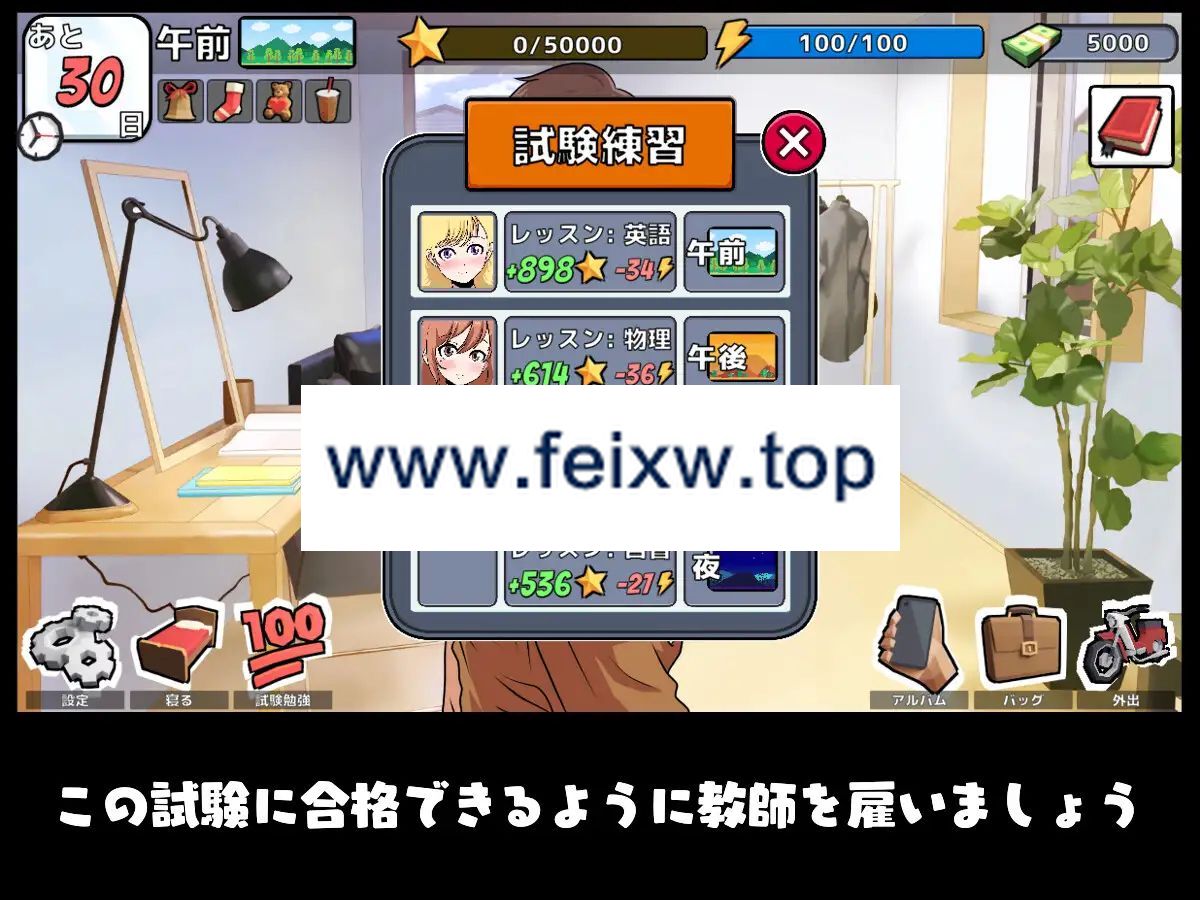 あと
30
日
午前
0/50000
100/100
5000
試験練習
レッスン: 英語
+898 -34
午前
レッスン: 物理
+614 -36
午後
www.feixw.top
+536 -27
夜
100
設定
寝る
試験勉強
アルバム
バッグ
外出
この試験に合格できるように教師を雇いましょう